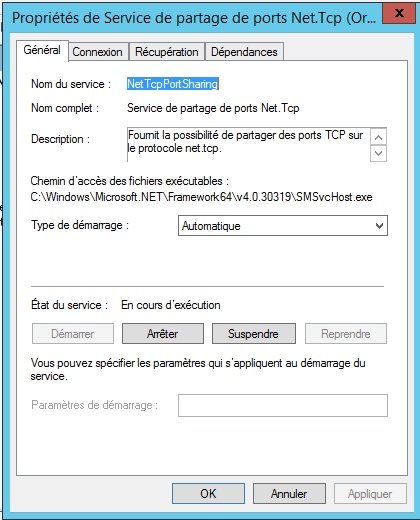 Propriétés de Service de partage de ports Net.Tcp (Or...
Général Connexion Récupération Dépendances
Nom du service : NetTcpPortSharing
Nom complet : Service de partage de ports Net.Tcp
Description : Fournit la possibilité de partager des ports TCP sur
le protocole net.tcp.
Chemin d'accès des fichiers exécutables :
C:\Windows\Microsoft.NET\Framework64\v4.0.30319\SMSvcHost.exe
Type de démarrage : Automatique
État du service : En cours d'exécution
Démarrer Arrêter Suspendre Reprendre
Vous pouvez spécifier les paramètres qui s'appliquent au démarrage du
service.
Paramètres de démarrage :
OK Annuler Appliquer